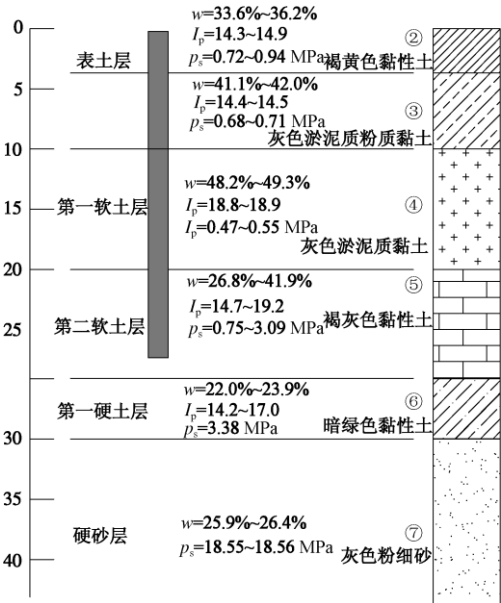 0
w=33.6%~36.2%
Ip=14.3~14.9
ps=0.72~0.94 MPa
②
表土层
褐黄色黏性土
5
w=41.1%~42.0%
Ip=14.4~14.5
ps=0.68~0.71 MPa
③
灰色淤泥质粉质黏土
10
w=48.2%~49.3%
Ip=18.8~18.9
Ip=0.47~0.55 MPa
第一软土层
④
15
灰色淤泥质黏土
20
w=26.8%~41.9%
Ip=14.7~19.2
ps=0.75~3.09 MPa
⑤
第二软土层
褐灰色黏性土
25
w=22.0%~23.9%
Ip=14.2~17.0
ps=3.38 MPa
第一硬土层
⑥
暗绿色黏性土
30
35
w=25.9%~26.4%
ps=18.55~18.56 MPa
硬砂层
⑦
灰色粉细砂
40